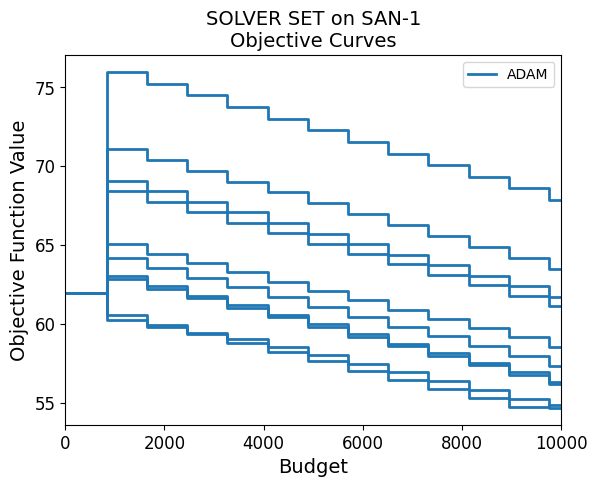 SOLVER SET on SAN-1
Objective Curves
ADAM
Objective Function Value
75
70
65
60
55
0 2000 4000 6000 8000 10000
Budget